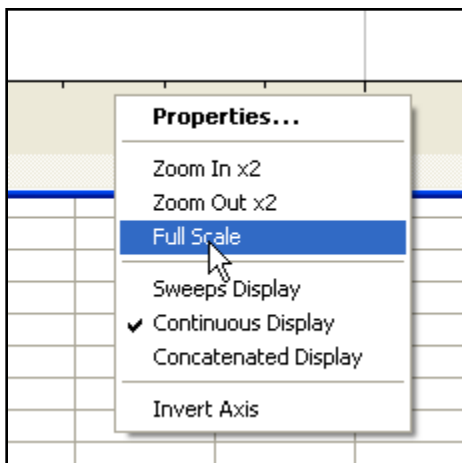 Properties...
Zoom In x2
Zoom Out x2
Full Scale
Sweeps Display
Continuous Display
Concatenated Display
Invert Axis